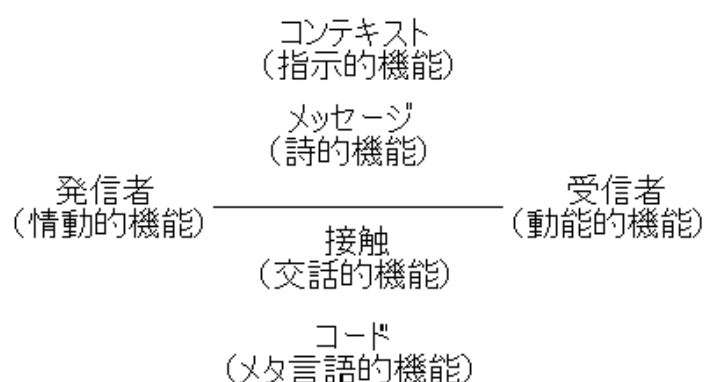 コンテキスト
（指示的機能）
メッセージ
（詩的機能）
発信者
（情動的機能）
受信者
（動能的機能）
接触
（交話的機能）
コード
（メタ言語的機能）